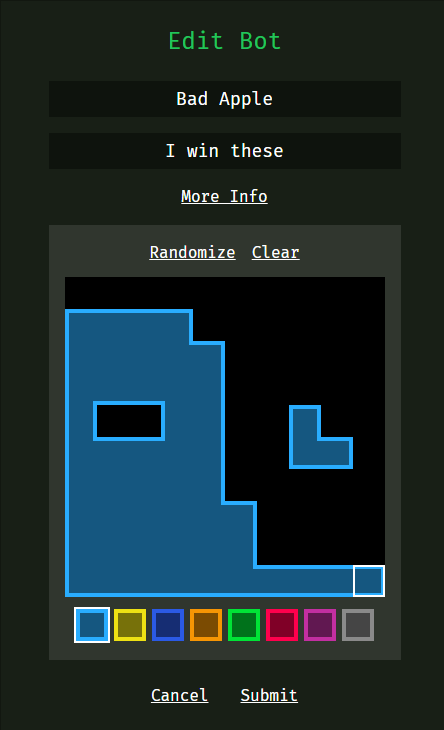 Edit Bot
Bad Apple
I win these
More Info
Randomize Clear
Cancel Submit